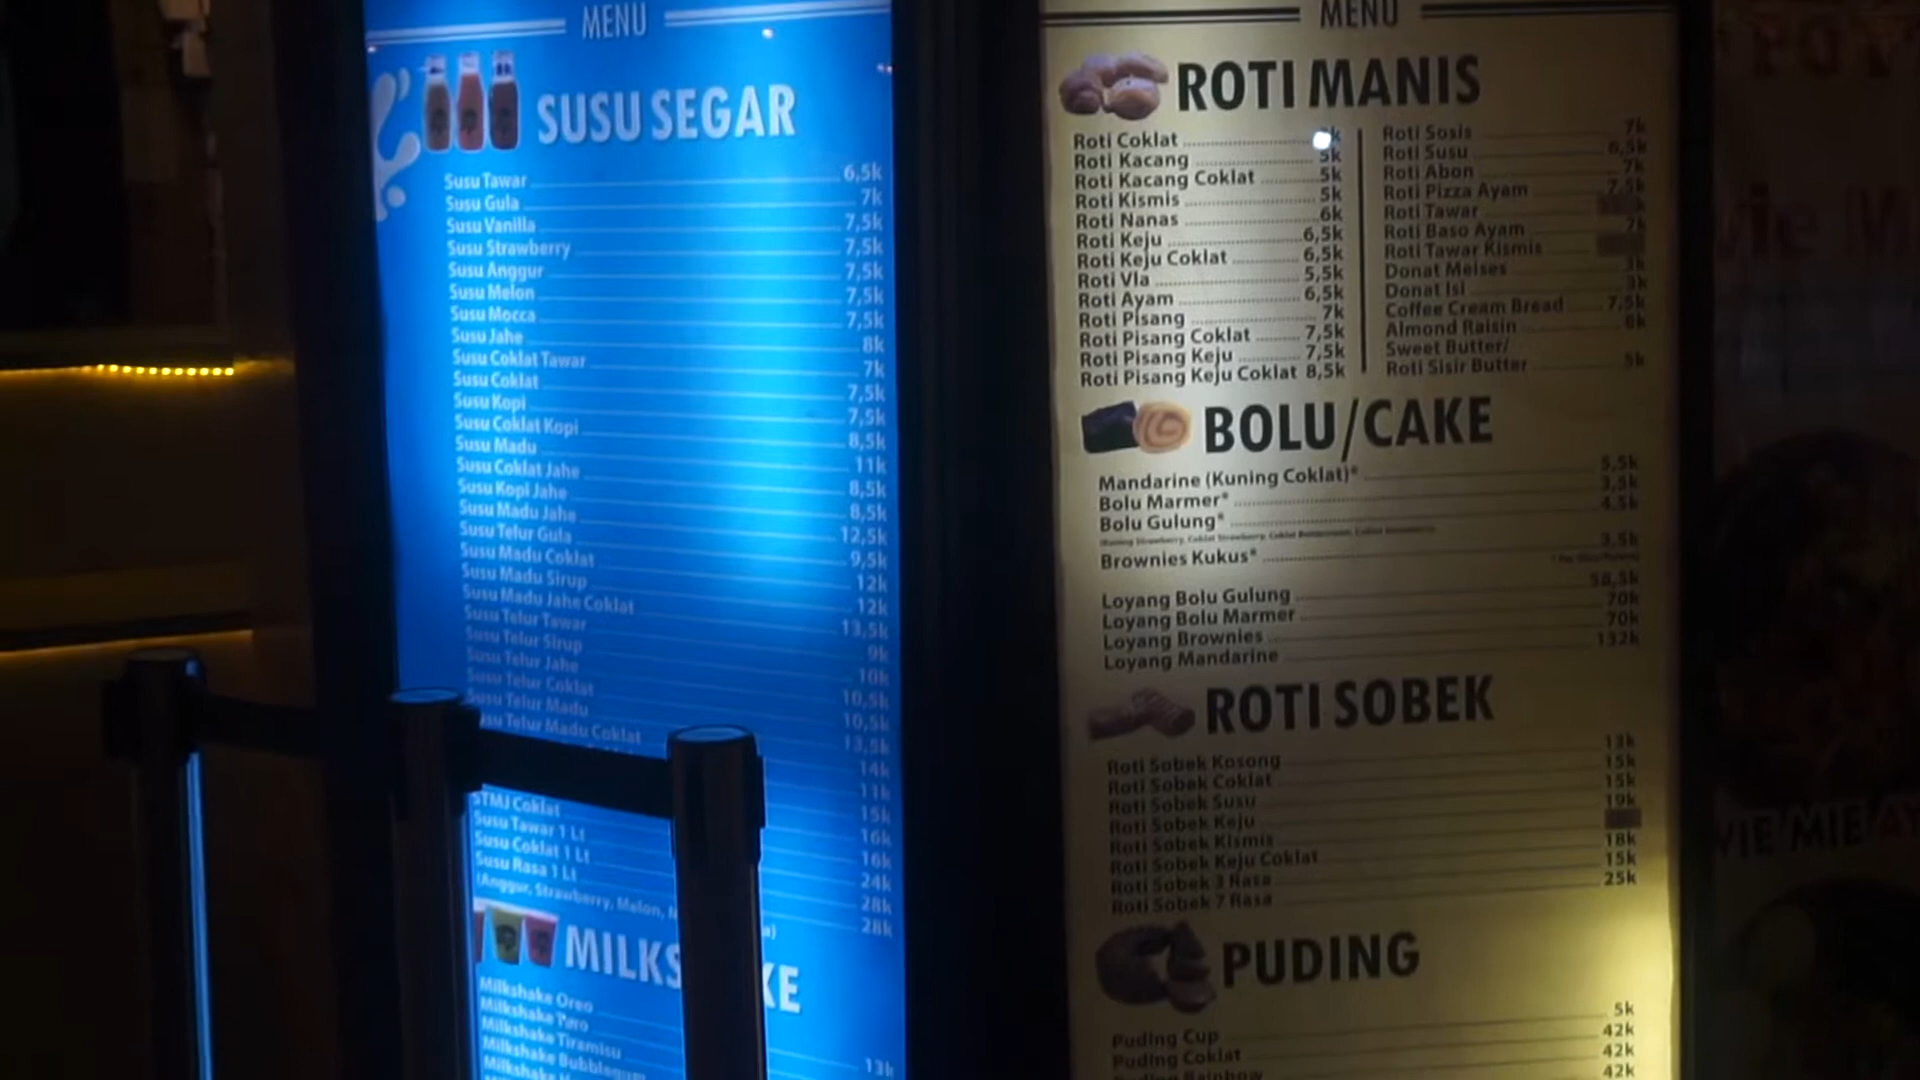 MENU
SUSU SEGAR
Susu Tawar 6,5k
Susu Gula 7k
Susu Vanilla 7,5k
Susu Strawberry 7,5k
Susu Anggur 7,5k
Susu Melon 7,5k
Susu Mocca 7,5k
Susu Jahe 8k
Susu Coklat Tawar 7k
Susu Coklat 7,5k
Susu Kopi 7,5k
Susu Coklat Kopi 8,5k
Susu Madu 11k
Susu Coklat Jahe 8,5k
Susu Kopi Jahe 8,5k
Susu Madu Jahe 12,5k
Susu Telur Gula 9,5k
Susu Madu Coklat 12k
Susu Madu Sirup 12k
Susu Madu Jahe Coklat 13,5k
Susu Telur Tawar 9k
Susu Telur Sirup 10k
Susu Telur Jahe 10,5k
Susu Telur Coklat 10,5k
Susu Telur Madu 13,5k
Susu Telur Madu Coklat 14k
11k
15k
STMJ Coklat 16k
Susu Tawar 1 Lt 24k
Susu Coklat 1 Lt 28k
Susu Rasa 1 Lt 28k
(Anggur, Strawberry, Melon,
MILKS KE
Milkshake Oreo
Milkshake Taro
Milkshake Tiramisu
Milkshake Bubblegum
13k
MENU
ROTI MANIS
Roti Coklat
Roti Kacang 5k
Roti Kacang Coklat 5k
Roti Kismis 5k
Roti Nanas 6k
Roti Keju 6,5k
Roti Keju Coklat 6,5k
Roti Vla 5,5k
Roti Ayam 6,5k
Roti Pisang 7k
Roti Pisang Coklat 7,5k
Roti Pisang Keju 7,5k
Roti Pisang Keju Coklat 8,5k
Roti Sosis 7k
Roti Susu 6,5k
Roti Abon 7k
Roti Pizza Ayam 7,5k
Roti Tawar
Roti Baso Ayam 7k
Roti Tawar Kismis
Donat Meises 3k
Donat Isi 3k
Coffee Cream Bread 7,5k
Almond Raisin 8k
Sweet Butter/
Roti Sisir Butter 5k
BOLU/CAKE
Mandarine (Kuning Coklat)* 5,5k
Bolu Marmer* 3,5k
Bolu Gulung* 4,5k
Brownies Kukus* 3,5k
Loyang Bolu Gulung 58,5k
Loyang Bolu Marmer 70k
Loyang Brownies 70k
Loyang Mandarine 132k
ROTI SOBEK
Roti Sobek Kosong 13k
Roti Sobek Coklat 15k
Roti Sobek Susu 15k
Roti Sobek Keju 19k
Roti Sobek Kismis
Roti Sobek Keju Coklat 18k
Roti Sobek 3 Rasa 15k
Roti Sobek 7 Rasa 25k
PUDING
Puding Cup 5k
Puding Coklat 42k
Puding Rainbow 42k
42k
VIE MIE AY